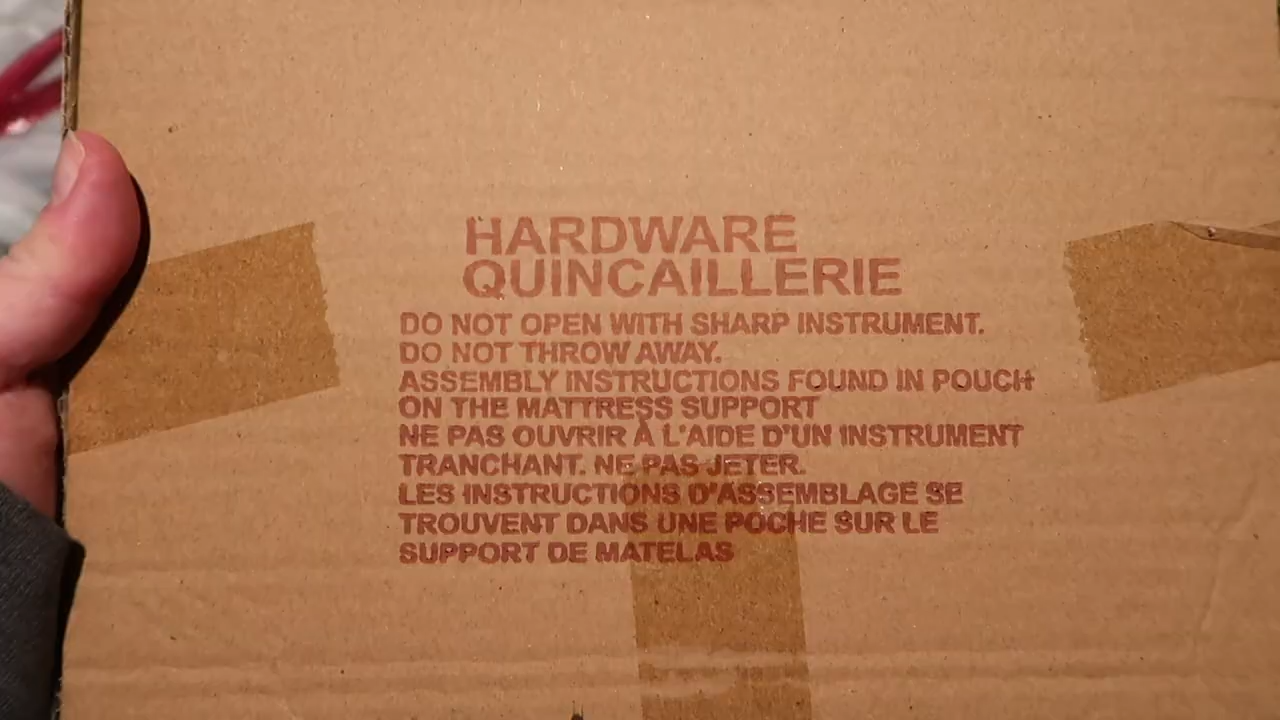 HARDWARE
QUINCAILLERIE
DO NOT OPEN WITH SHARP INSTRUMENT.
DO NOT THROW AWAY.
ASSEMBLY INSTRUCTIONS FOUND IN POUCH
ON THE MATTRESS SUPPORT
NE PAS OUVRIR À L'AIDE D'UN INSTRUMENT
TRANCHANT. NE PAS JETER.
LES INSTRUCTIONS D'ASSEMBLAGE SE
TROUVENT DANS UNE POCHE SUR LE
SUPPORT DE MATELAS